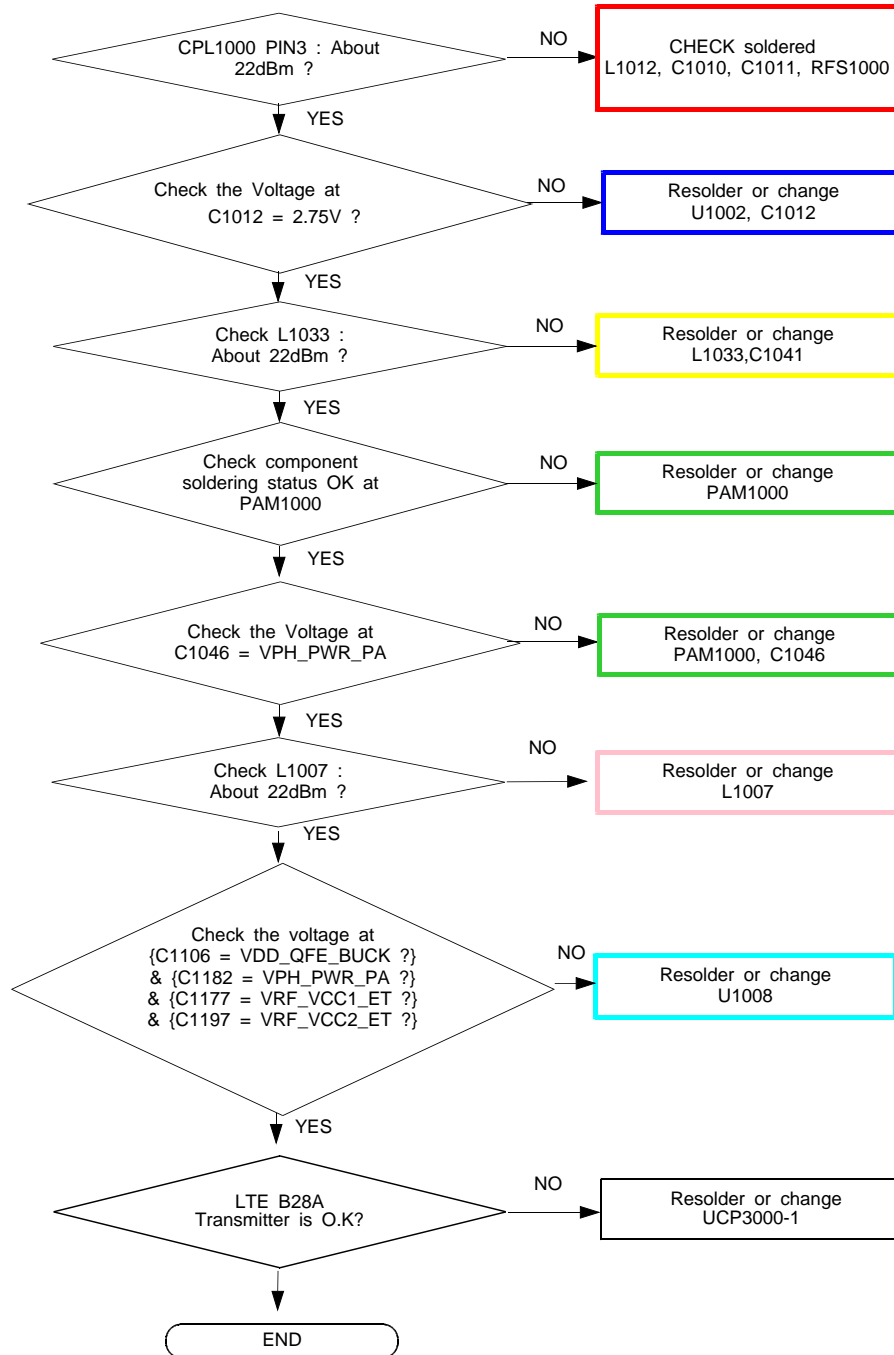 CPL1000 PIN3 : About
22dBm ?
NO
CHECK soldered
L1012, C1010, C1011, RFS1000
YES
Check the Voltage at
C1012 = 2.75V ?
NO
Resolder or change
U1002, C1012
YES
Check L1033 :
About 22dBm ?
NO
Resolder or change
L1033,C1041
YES
Check component
soldering status OK at
PAM1000
NO
Resolder or change
PAM1000
YES
Check the Voltage at
C1046 = VPH_PWR_PA
NO
Resolder or change
PAM1000, C1046
YES
Check L1007 :
About 22dBm ?
NO
Resolder or change
L1007
YES
Check the voltage at
{C1106 = VDD_QFE_BUCK ?}
& {C1182 = VPH_PWR_PA ?}
& {C1177 = VRF_VCC1_ET ?}
& {C1197 = VRF_VCC2_ET ?}
NO
Resolder or change
U1008
YES
LTE B28A
Transmitter is O.K?
NO
Resolder or change
UCP3000-1
END